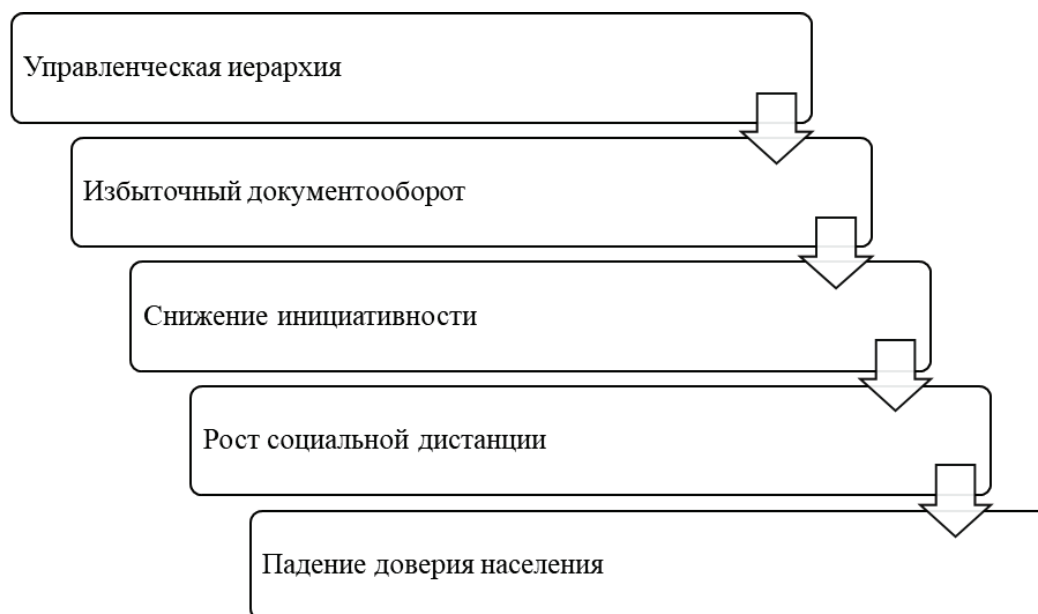 Управленческая иерархия
Избыточный документооборот
Снижение инициативности
Рост социальной дистанции
Падение доверия населения